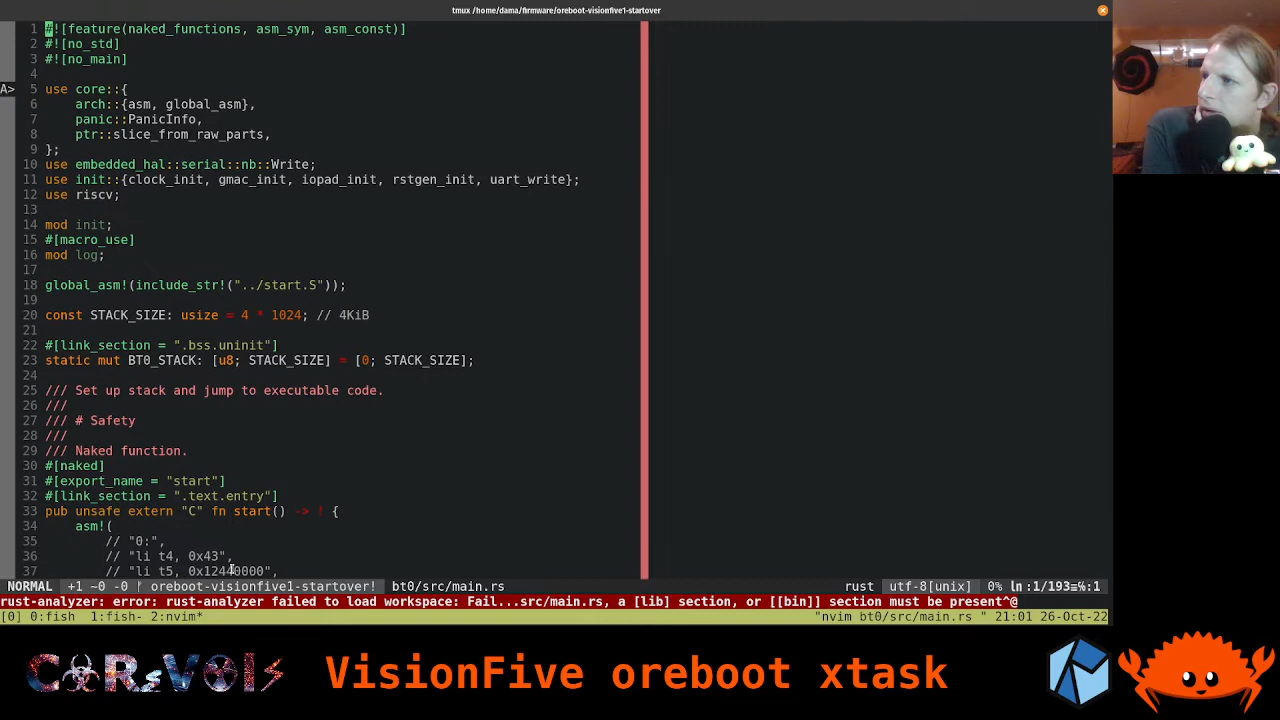 tmux /home/dama/firmware/oreboot-visionfive1-startover
1 #![feature(naked_functions, asm_sym, asm_const)]
2 #![no_std]
3 #![no_main]
4
A> 5 use core::{
6 arch::{asm, global_asm},
7 panic::PanicInfo,
8 ptr::slice_from_raw_parts,
9 };
10 use embedded_hal::serial::nb::Write;
11 use init::{clock_init, gmac_init, iopad_init, rstgen_init, uart_write};
12 use riscv;
13
14 mod init;
15 #[macro_use]
16 mod log;
17
18 global_asm!(include_str!("../start.S"));
19
20 const STACK_SIZE: usize = 4 * 1024; // 4KiB
21
22 #[link_section = ".bss.uninit"]
23 static mut BT0_STACK: [u8; STACK_SIZE] = [0; STACK_SIZE];
24
25 /// Set up stack and jump to executable code.
26 ///
27 /// # Safety
28 ///
29 /// Naked function.
30 #[naked]
31 #[export_name = "start"]
32 #[link_section = ".text.entry"]
33 pub unsafe extern "C" fn start() -> ! {
34 asm!(
35 // "0:",
36 // "li t4, 0x43",
37 // "li t5, 0x12440000",
NORMAL +1 ~0 -0 oreboot-visionfive1-startover! bt0/src/main.rs rust utf-8[unix] 0% ln:1/193≡℅:1
rust-analyzer: error: rust-analyzer failed to load workspace: Fail...src/main.rs, a [lib] section, or [[bin]] section must be present^@
[0] 0:fish 1:fish- 2:nvim* "nvim bt0/src/main.rs " 21:01 26-Oct-22
VisionFive oreboot xtask